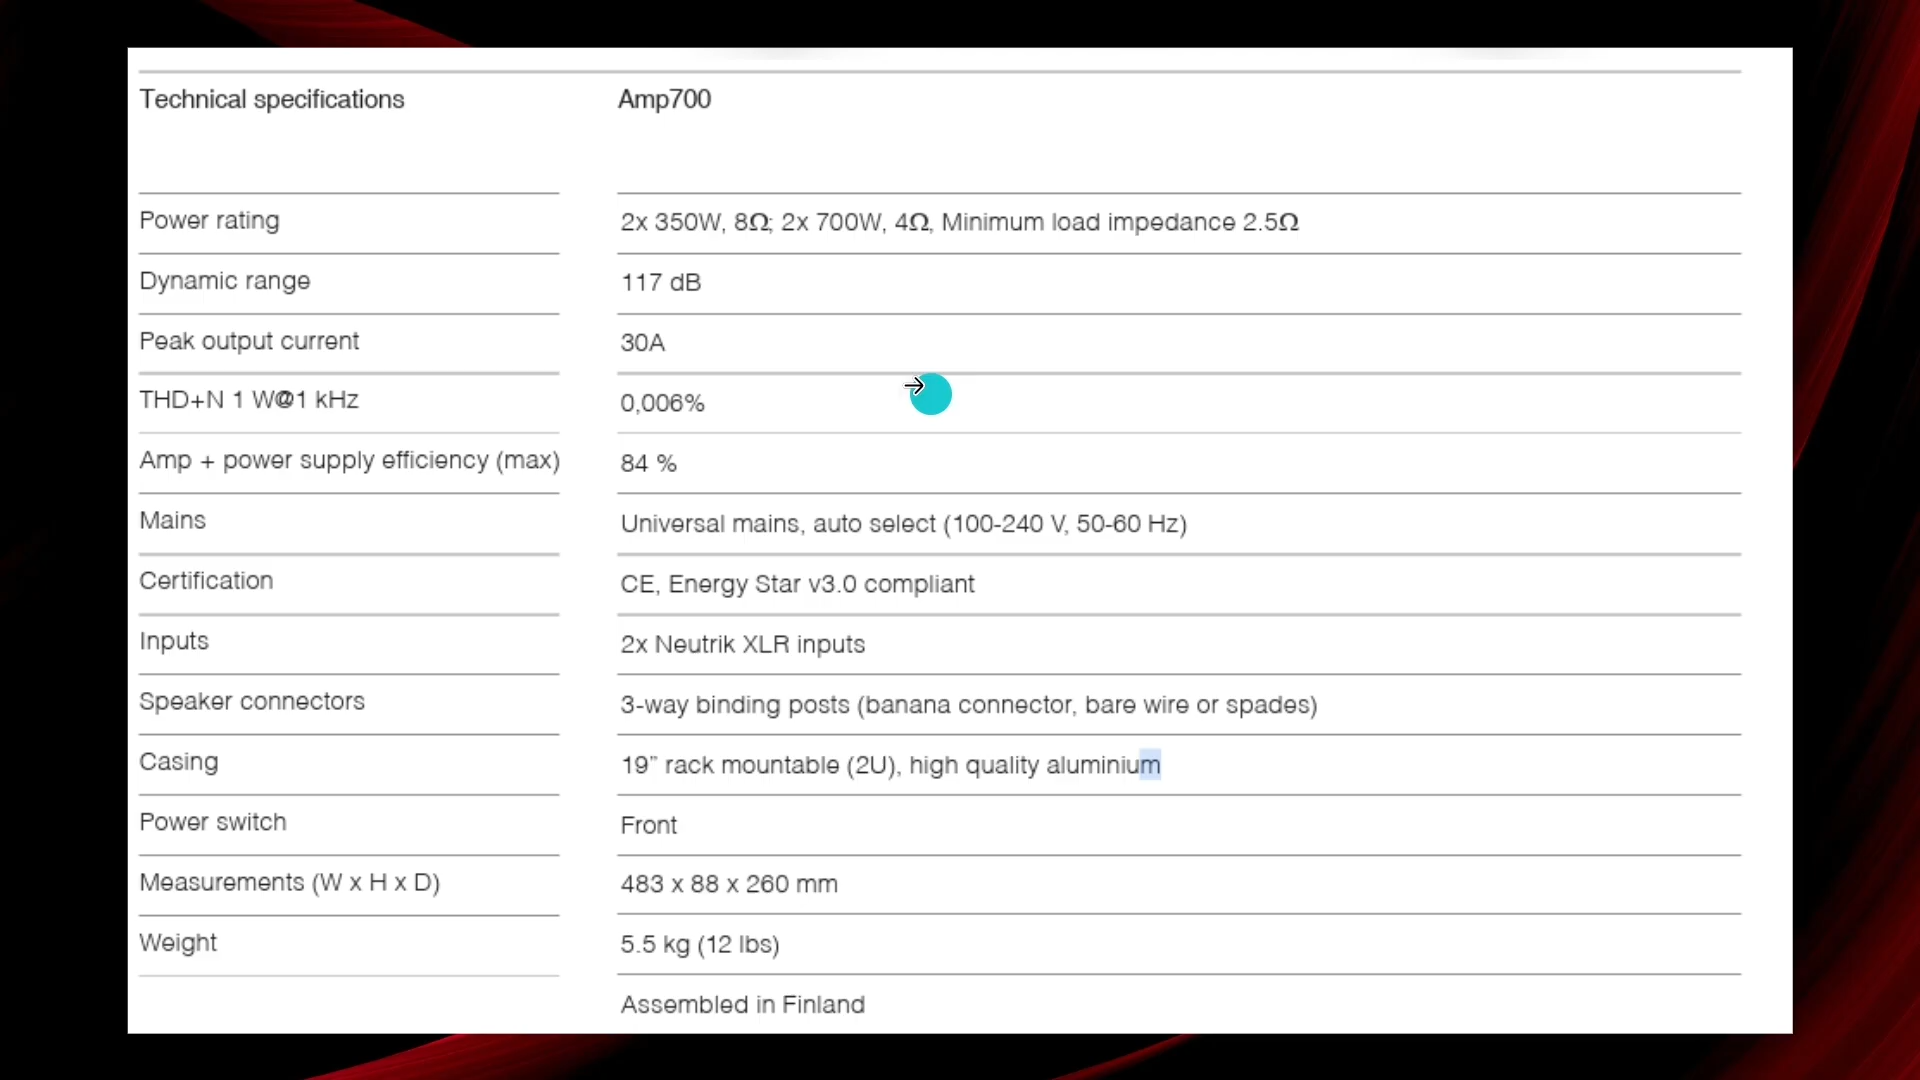 Technical specifications Amp700
Power rating 2x 350W, 8Ω; 2x 700W, 4Ω, Minimum load impedance 2.5Ω
Dynamic range 117 dB
Peak output current 30A
THD+N 1 W@1 kHz 0,006%
Amp + power supply efficiency (max) 84 %
Mains Universal mains, auto select (100-240 V, 50-60 Hz)
Certification CE, Energy Star v3.0 compliant
Inputs 2x Neutrik XLR inputs
Speaker connectors 3-way binding posts (banana connector, bare wire or spades)
Casing 19” rack mountable (2U), high quality aluminium
Power switch Front
Measurements (W x H x D) 483 x 88 x 260 mm
Weight 5.5 kg (12 lbs)
Assembled in Finland